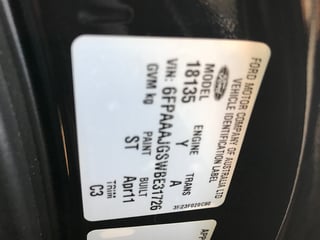 FORD MOTOR COMPANY OF AUSTRALIA LTD
VEHICLE IDENTIFICATION LABEL
Ford
MODEL ENGINE TRANS
18135 Y A
VIN: 6FPAAAJGSWBE31726
GVM kg PAINT BUILT TRIM
ST Apr11 C3